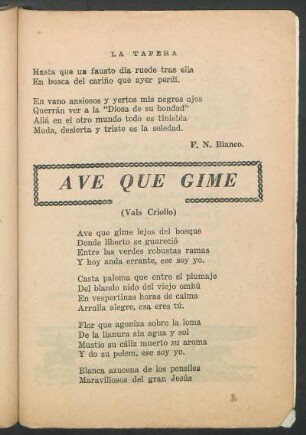 LA TAPERA
Hasta que un fausto día ruede tras ella
En busca del cariño que ayer perdí.
En vano ansiosos y yertos mis negros ojos
Querrán ver a la "Diosa de su bondad"
Allá en el otro mundo todo es tiniebla
Muda, desierta y triste es la soledad.
F. N. Bianco.
AVE QUE GIME
(Vals Criollo)
Ave que gime lejos del bosque
Donde liberto se guareció
Entre las verdes robustas ramas
Y hoy anda errante, ese soy yo.
Casta paloma que entre el plumaje
Del blando nido del viejo ombú
En vespertinas horas de calma
Arrulla alegre, esa eres tú.
Flor que agoniza sobre la loma
De la llanura sin agua y sol
Mustio su cáliz muerto su aroma
Y do su polem, ese soy yo.
Blanca azucena de los pensiles
Maravillosos del gran Jesús